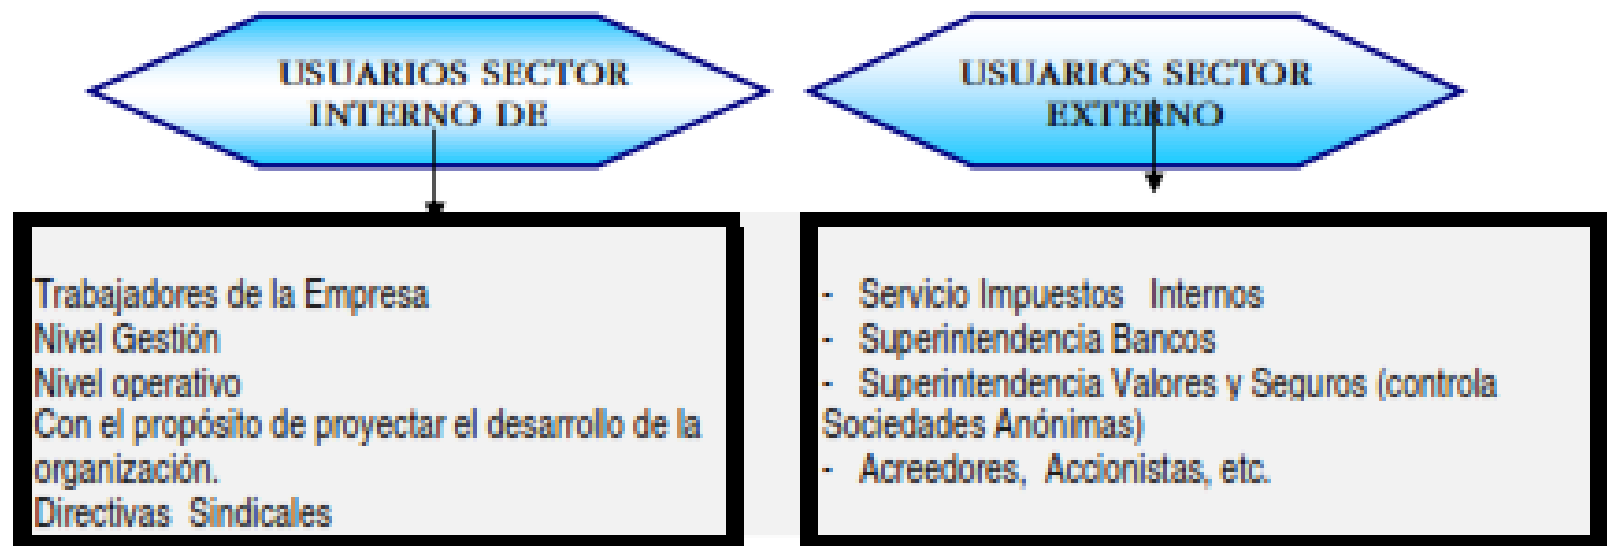 USUARIOS SECTOR
INTERNO DE
Trabajadores de la Empresa
Nivel Gestión
Nivel operativo
Con el propósito de proyectar el desarrollo de la
organización.
Directivas Sindicales
USUARIOS SECTOR
EXTERNO
- Servicio Impuestos Internos
- Superintendencia Bancos
- Superintendencia Valores y Seguros (controla
Sociedades Anónimas)
- Acreedores, Accionistas, etc.